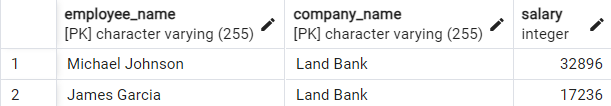 employee_name company_name salary
[PK] character varying (255) [PK] character varying (255) integer
1 Michael Johnson Land Bank 32896
2 James Garcia Land Bank 17236